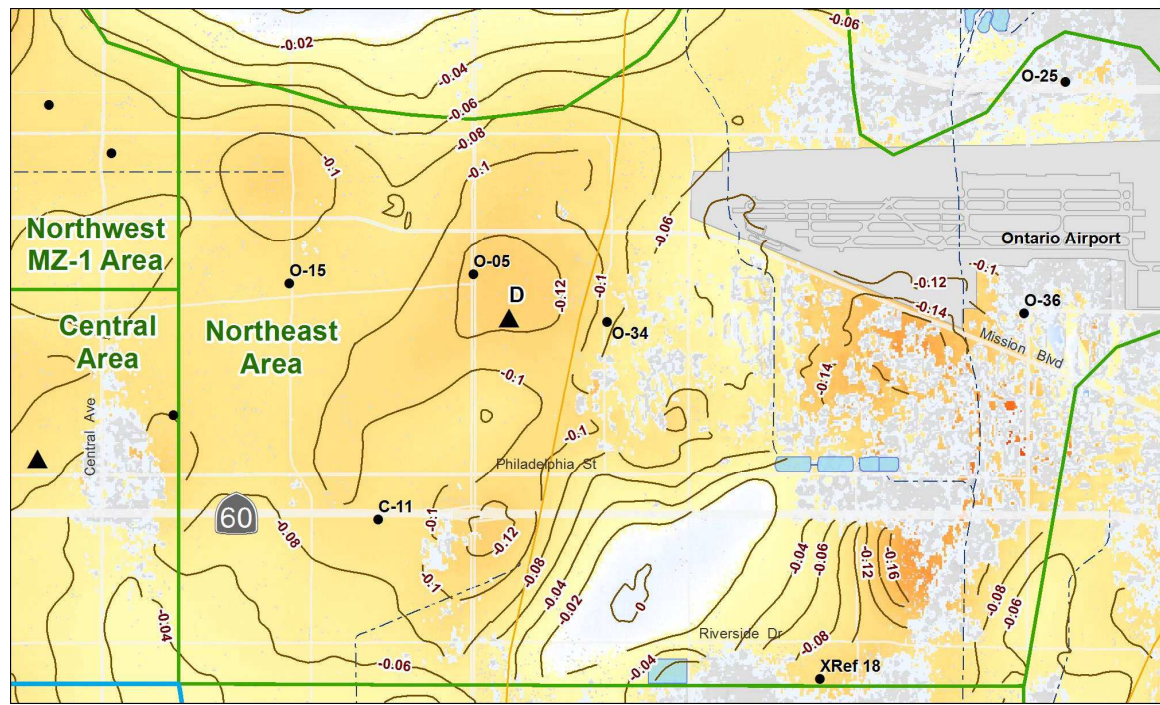 -0.02
-0.06
-0.04
O-25
-0.06
-0.08
-0.1
-0.1
Northwest
MZ-1 Area
-0.06
Ontario Airport
O-15
O-05
-0.12
-0.1
-0.12
-0.1
D
-0.14
O-36
Central
Area
Northeast
Area
O-34
Mission Blvd
-0.14
-0.1
Central Ave
-0.1
Philadelphia St
60
C-11
-0.1
-0.12
-0.08
-0.08
-0.1
-0.04
-0.02
0
-0.04
-0.06
-0.12
-0.16
-0.08
-0.06
-0.04
Riverside Dr
-0.08
-0.06
-0.04
XRef 18